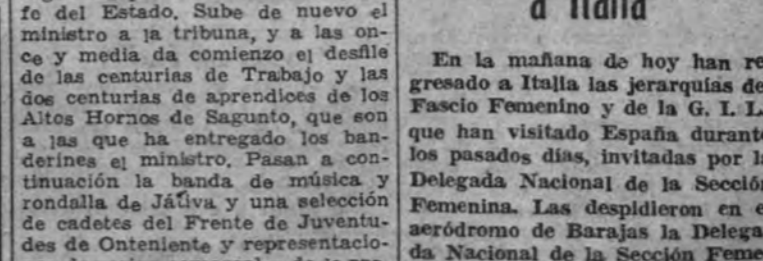 fe del Estado. Sube de nuevo el
ministro a la tribuna, y a las on-
ce y media da comienzo el desfile
de las centurias de Trabajo y las
dos centurias de aprendices de los
Altos Hornos de Sagunto, que son
a las que ha entregado los ban-
derines el ministro. Pasan a con-
tinuación la banda de música y
rondalla de Játiva y una selección
de cadetes del Frente de Juventu-
des de Onteniente y representacio-
a Italia
En la mañana de hoy han re
gresado a Italia las jerarquías de
Fascio Femenino y de la G. I. L.
que han visitado España durante
los pasados días, invitadas por la
Delegada Nacional de la Sección
Femenina. Las despidieron en e
aeródromo de Barajas la Delega
da Nacional de la Sección Feme